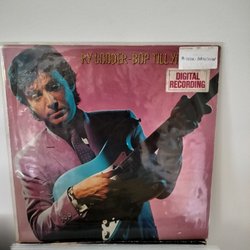 RY COODER-BOP TILL Y
DIGITAL
RECORDING